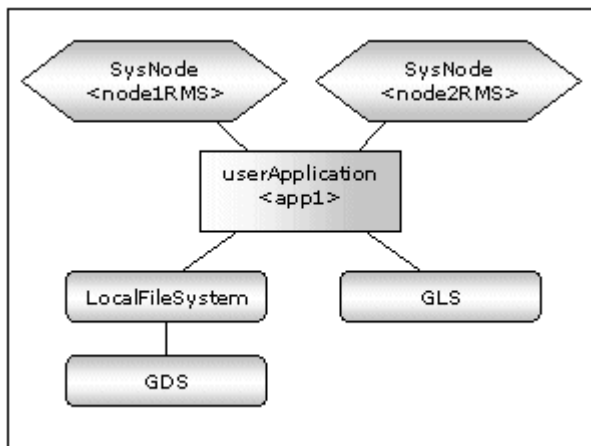 SysNode
<node1RMS>
SysNode
<node2RMS>
userApplication
<app1>
LocalFileSystem
GLS
GDS